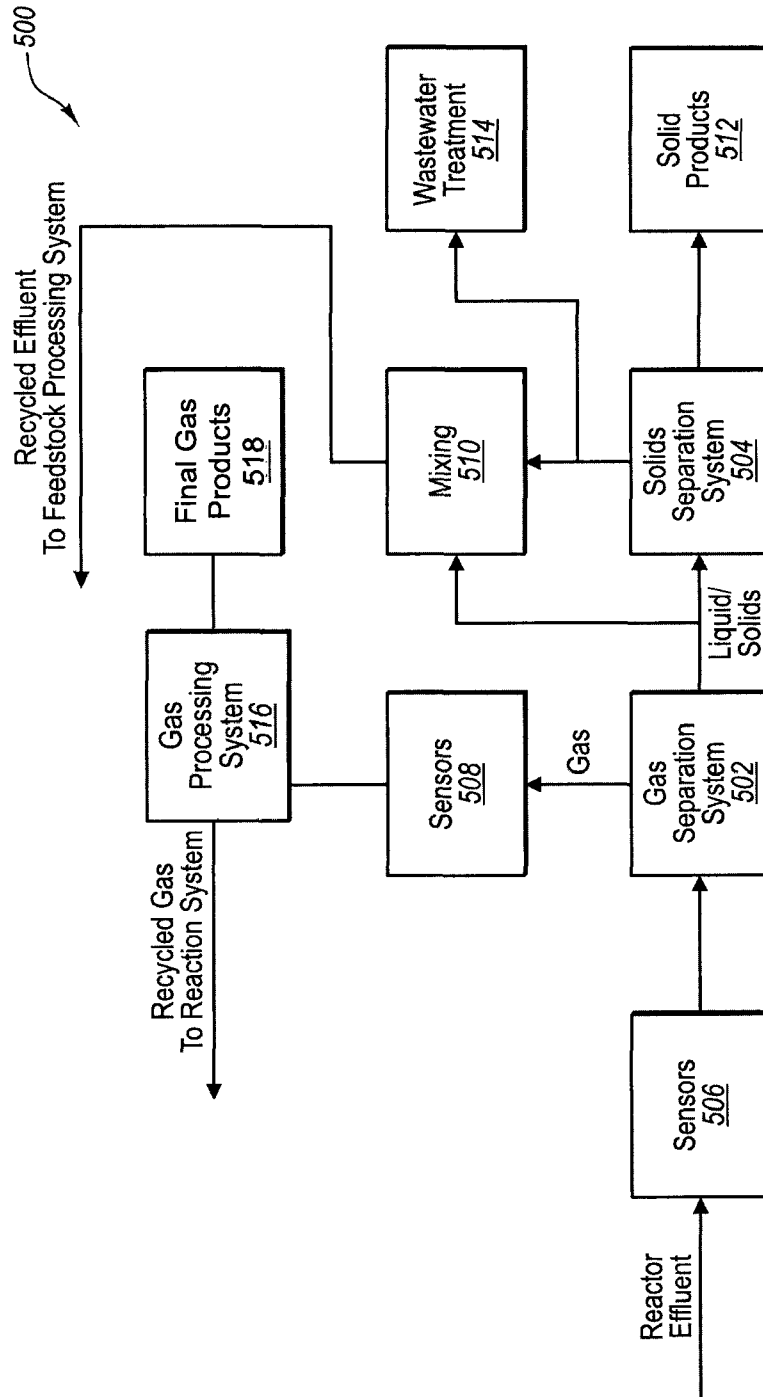 500
Recycled Effluent
To Feedstock Processing System
Recycled Gas
To Reaction System
Gas
Processing
System
516
Final Gas
Products
518
Sensors
508
Mixing
510
Wastewater
Treatment
514
Gas
Reactor
Effluent
Sensors
506
Gas
Separation
System
502
Liquid/
Solids
Solids
Separation
System
504
Solid
Products
512